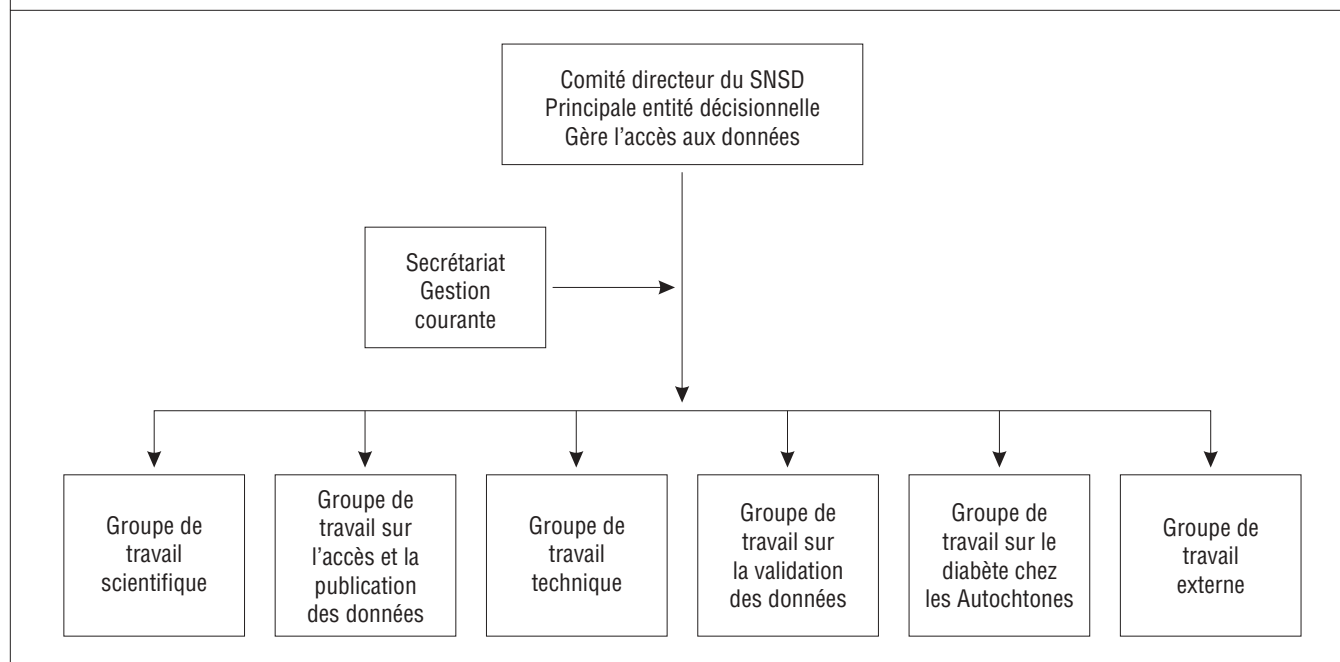 Comité directeur du SNSD
Principale entité décisionnelle
Gère l’accès aux données
Secrétariat
Gestion
courante
Groupe de
travail
scientifique
Groupe de
travail sur
l’accès et la
publication
des données
Groupe de
travail
technique
Groupe de
travail sur
la validation
des données
Groupe de
travail sur le
diabète chez
les Autochtones
Groupe de
travail
externe